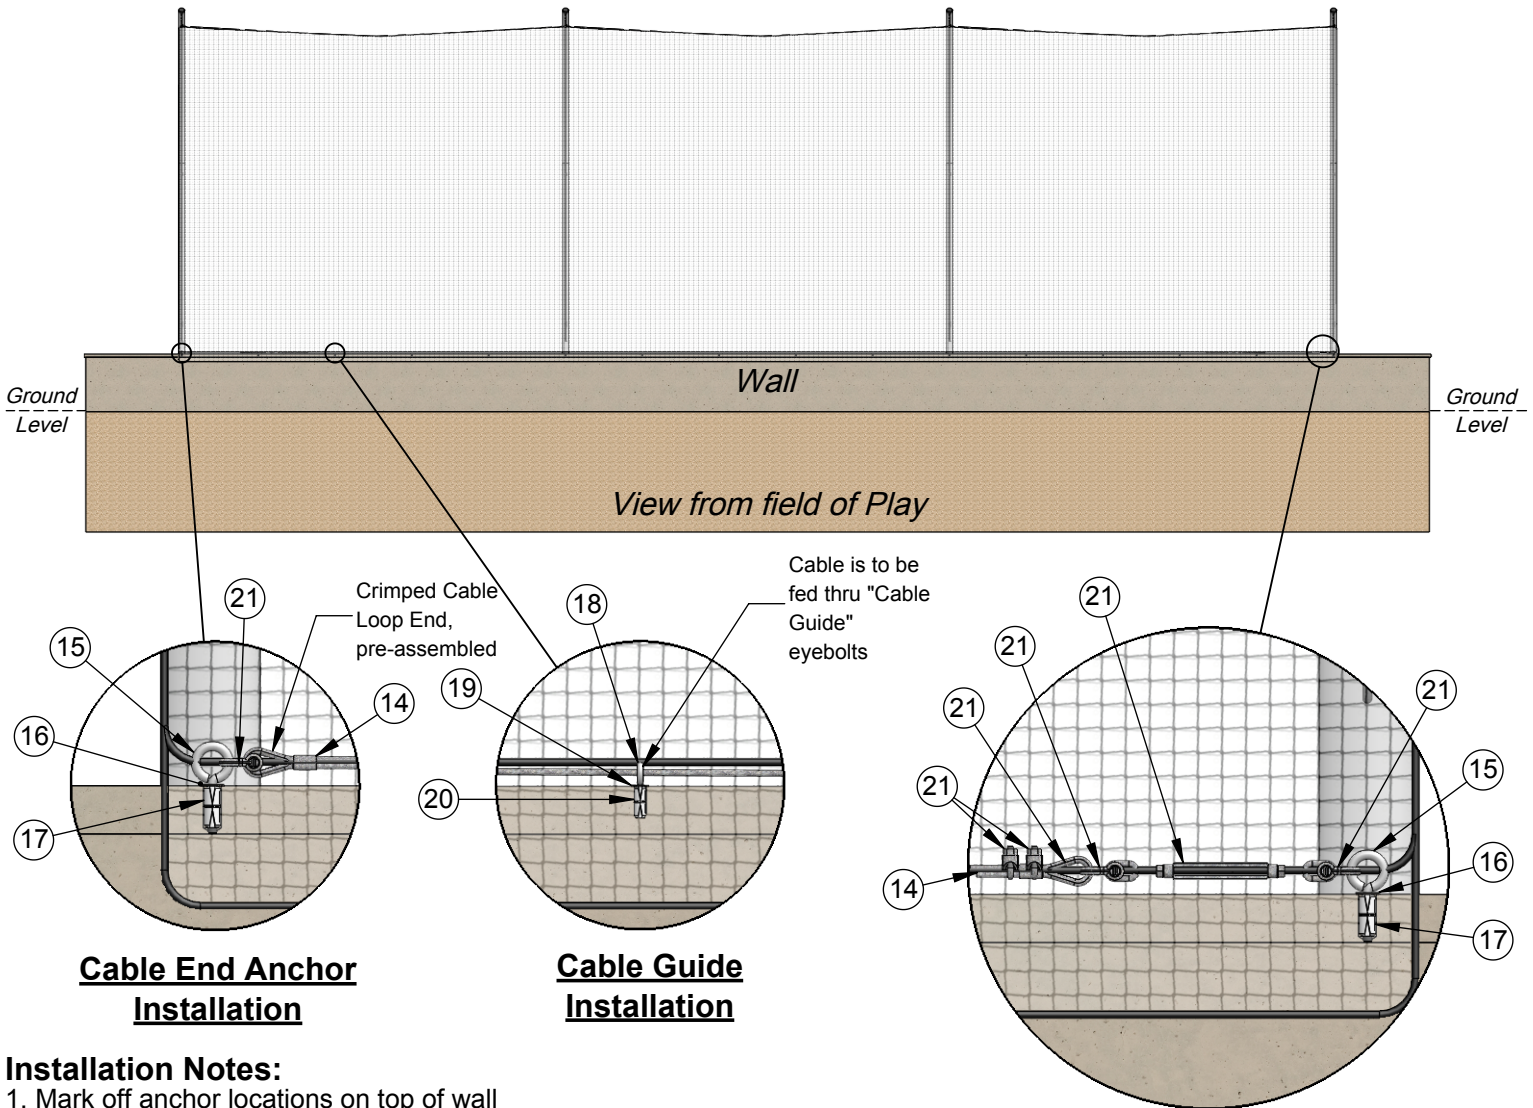 Wall
Ground
Level
Ground
Level
View from field of Play
Crimped Cable
Loop End,
pre-assembled
21
15
16
17
14
Cable End Anchor
Installation
Cable is to be
fed thru "Cable
Guide"
eyebolts
18
19
20
Cable Guide
Installation
21
21
21
21
21
14
15
16
17
Installation Notes:
1. Mark off anchor locations on top of wall